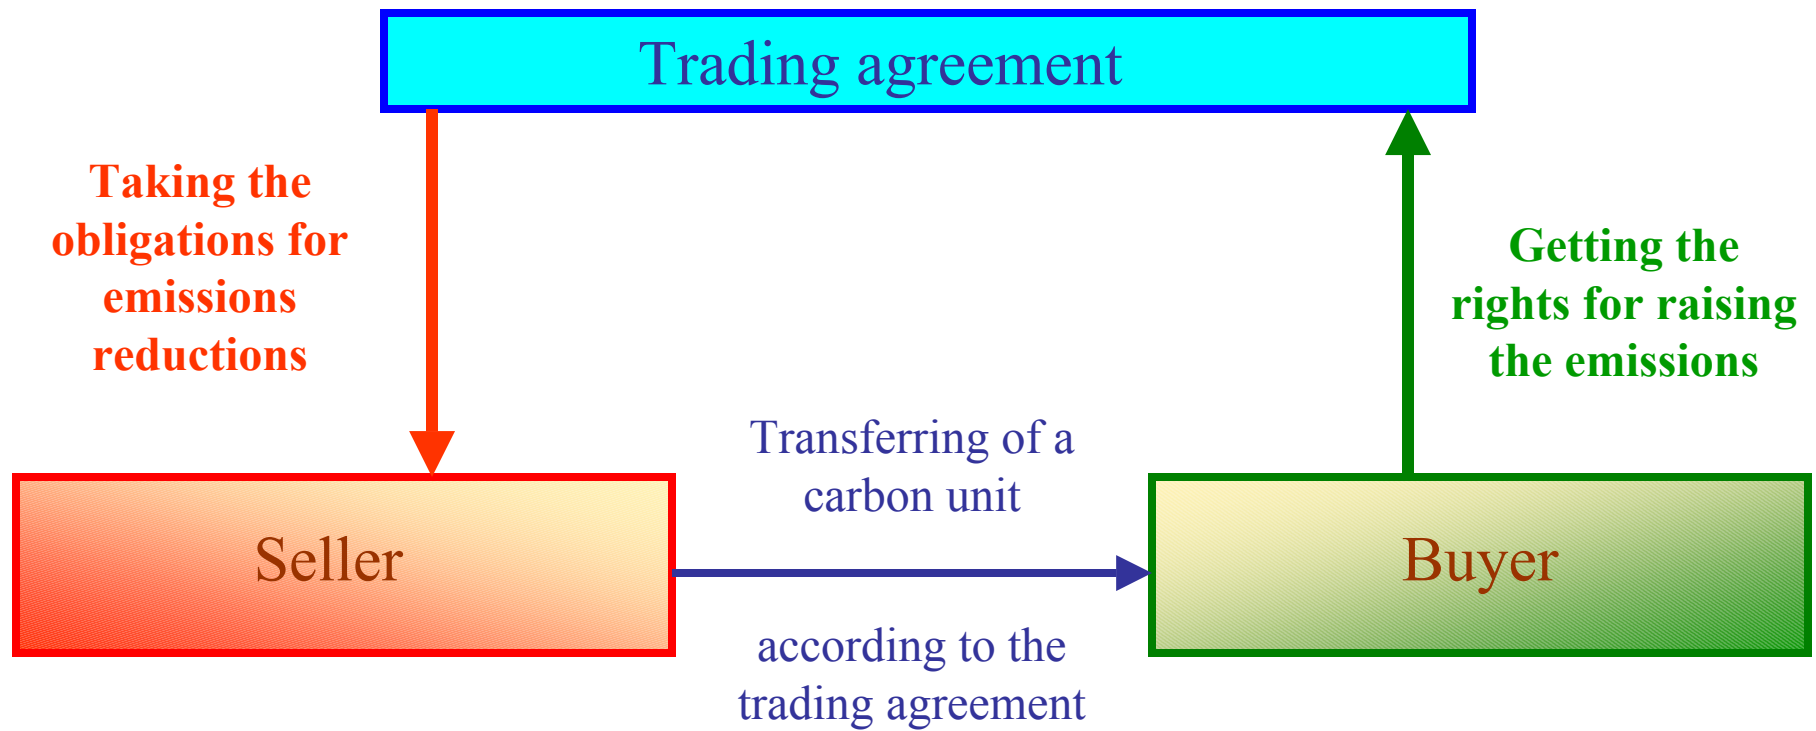 Trading agreement
Taking the
obligations for
emissions
reductions
Getting the
rights for raising
the emissions
Transferring of a
carbon unit
Seller
Buyer
according to the
trading agreement